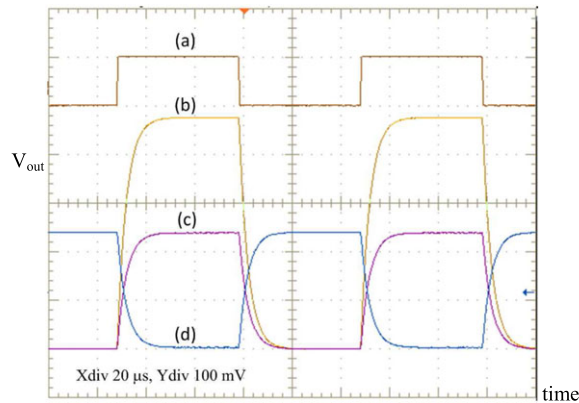 (a)
(b)
V_out
(c)
(d)
Xdiv 20 µs, Ydiv 100 mV
time